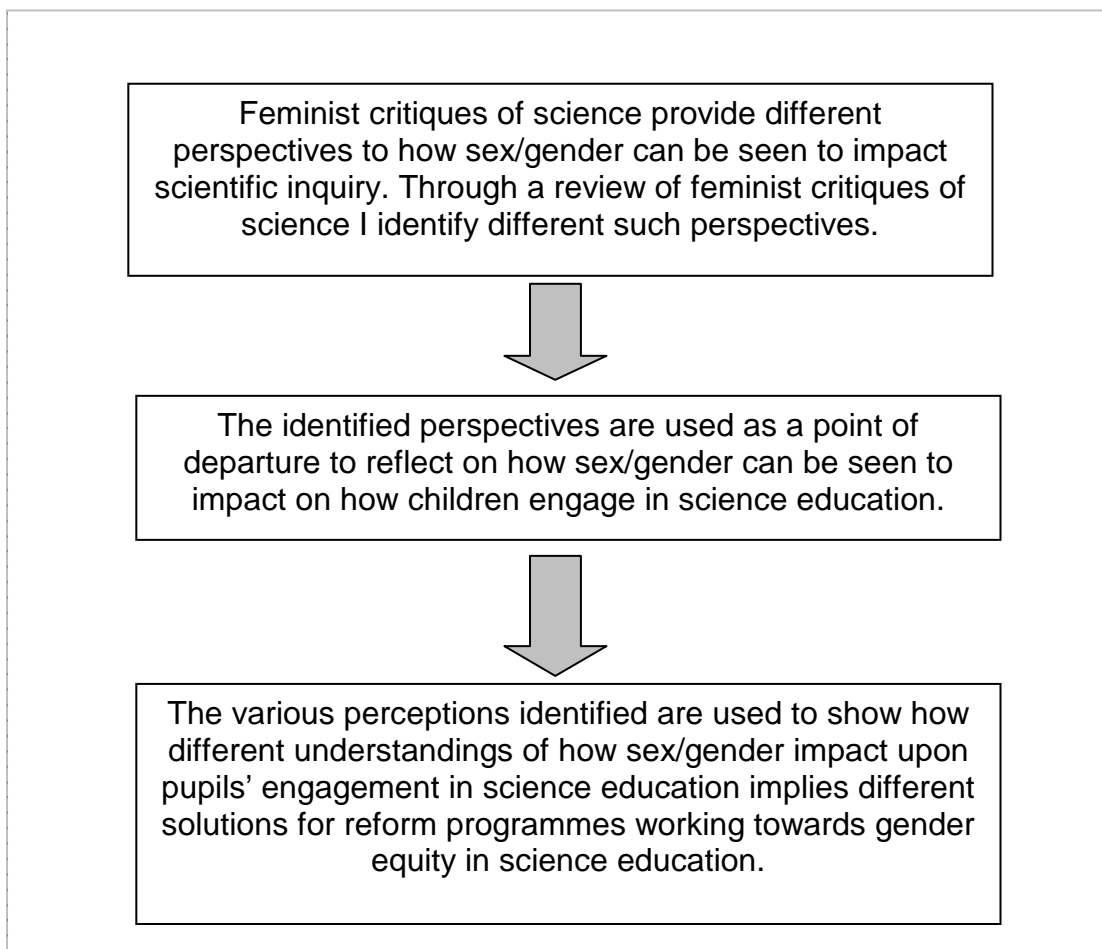 Feminist critiques of science provide different
perspectives to how sex/gender can be seen to impact
scientific inquiry. Through a review of feminist critiques of
science I identify different such perspectives.
The identified perspectives are used as a point of
departure to reflect on how sex/gender can be seen to
impact on how children engage in science education.
The various perceptions identified are used to show how
different understandings of how sex/gender impact upon
pupils’ engagement in science education implies different
solutions for reform programmes working towards gender
equity in science education.